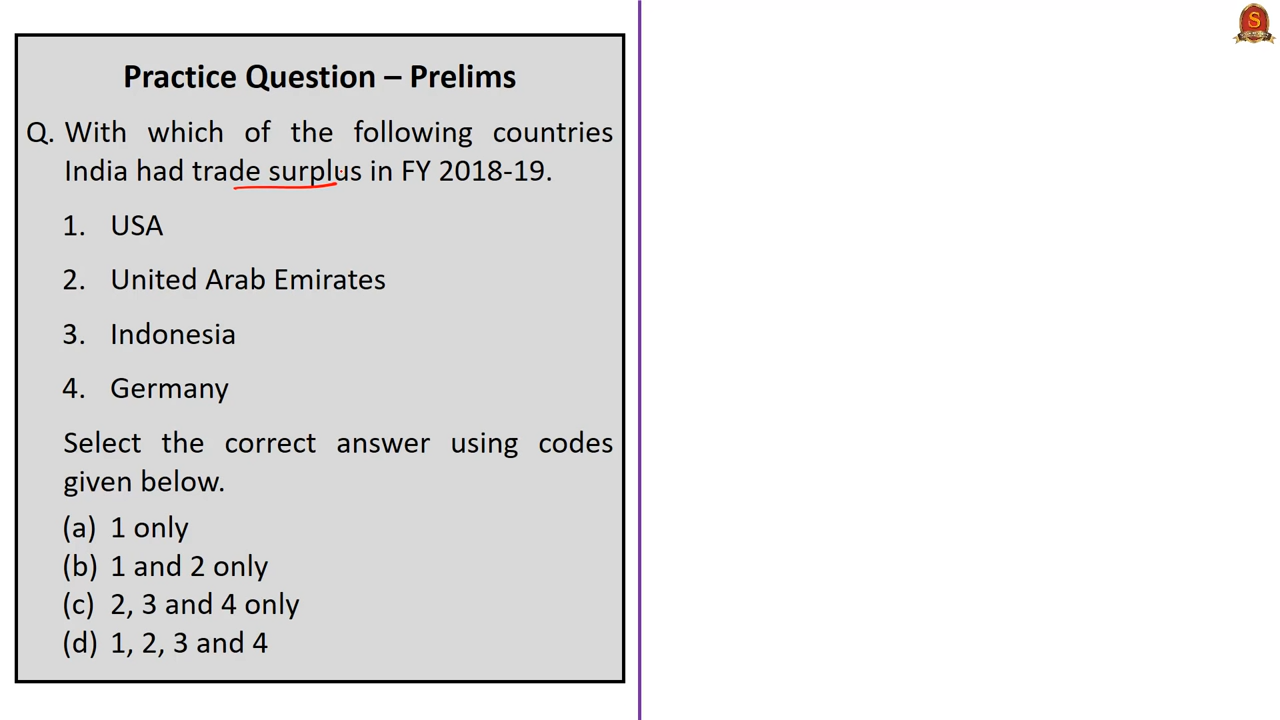 Practice Question – Prelims
Q. With which of the following countries
India had trade surplus in FY 2018-19.
1. USA
2. United Arab Emirates
3. Indonesia
4. Germany
Select the correct answer using codes
given below.
(a) 1 only
(b) 1 and 2 only
(c) 2, 3 and 4 only
(d) 1, 2, 3 and 4
S